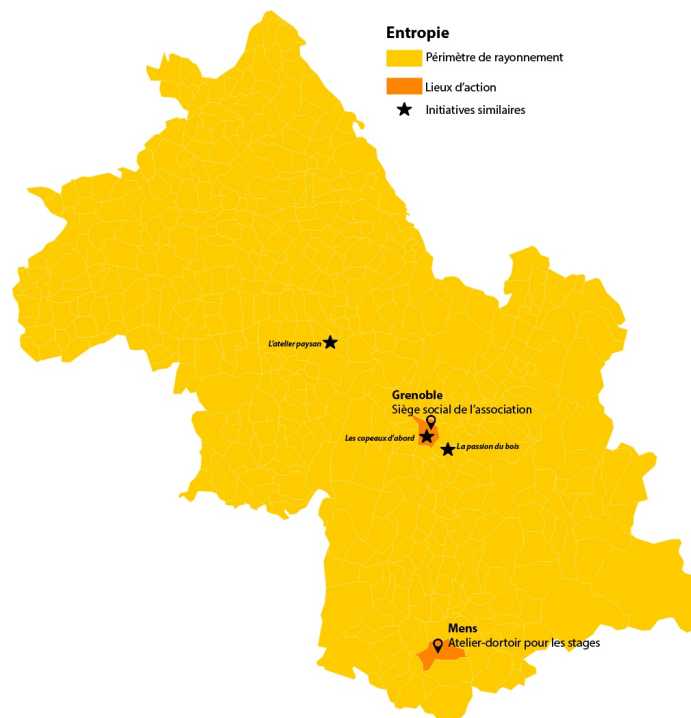 Entropie
Périmètre de rayonnement
Lieux d'action
Initiatives similaires
L'atelier paysan
Grenoble
Siège social de l'association
Les copeaux d'abord
La passion du bois
Mens
Atelier-dortoir pour les stages